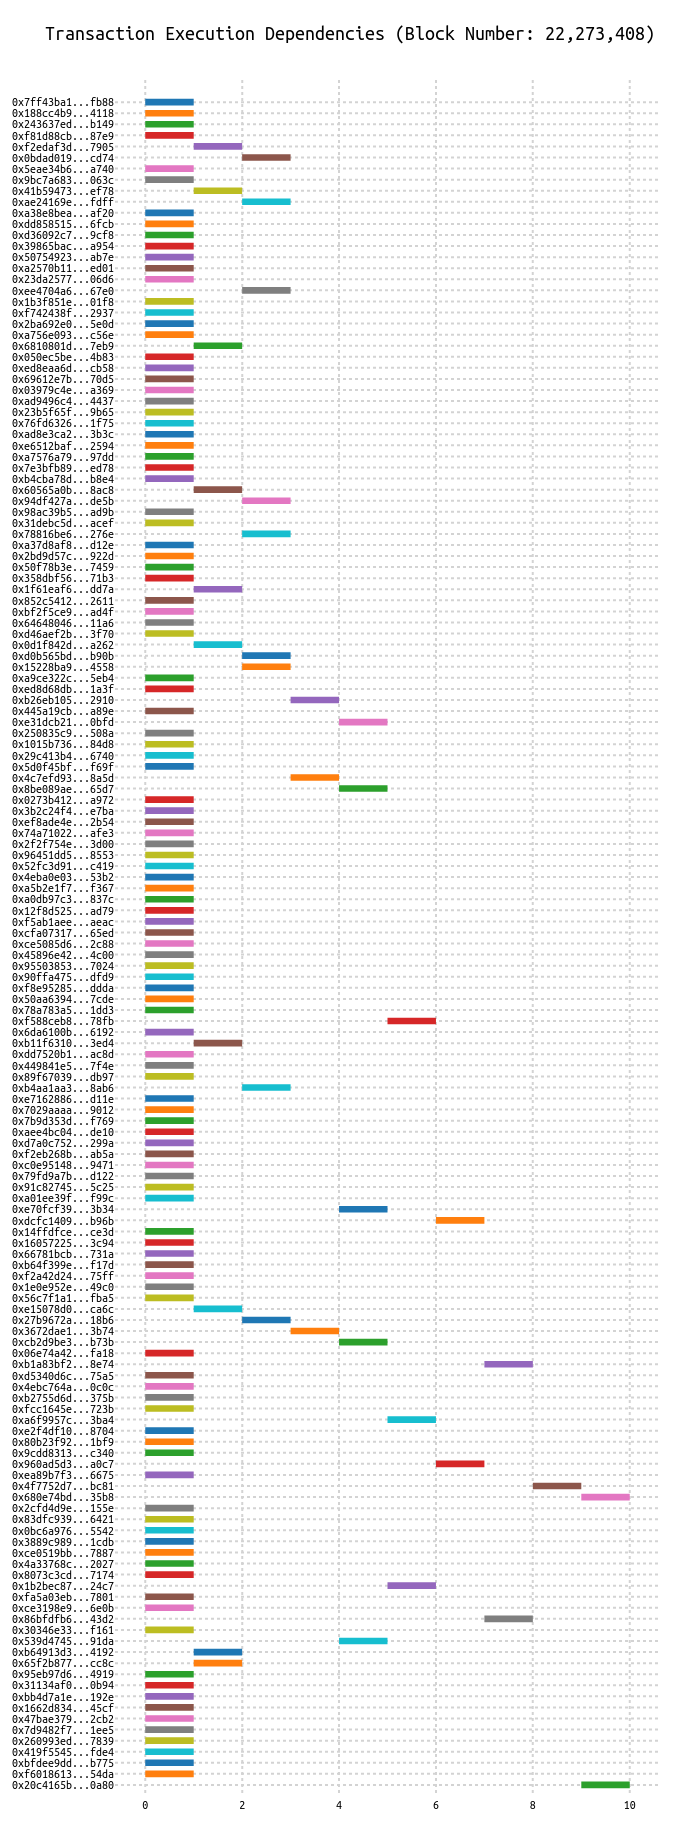 Transaction Execution Dependencies (Block Number: 22,273,408)
0x7ff43ba1...fb88
0x188cc4b9...4118
0x243637ed...b149
0xf81d88cb...87e9
0xf2edaf3d...7905
0x0bdad019...cd74
0x5eae34b6...a740
0x9bc7a683...063c
0x41b59473...ef78
0xae24169e...fdff
0xa38e8bea...af20
0xdd858515...6fcb
0xd36092c7...9cf8
0x39865bac...a954
0x50754923...ab7e
0xa2570b11...ed01
0x23da2577...06d6
0xee4704a6...67e0
0x1b3f851e...01f8
0xf742438f...2937
0x2ba692e0...5e0d
0xa756e093...c56e
0x6810801d...7eb9
0x050ec5be...4b83
0xed8eaa6d...cb58
0x69612e7b...70d5
0x03979c4e...a369
0xad9496c4...4437
0x23b5f65f...9b65
0x76fd6326...1f75
0xad8e3ca2...3b3c
0xe6512baf...2594
0xa7576a79...97dd
0x7e3bfb89...ed78
0xb4cba78d...b8e4
0x60565a0b...8ac8
0x94df427a...de5b
0x98ac39b5...ad9b
0x31debc5d...acef
0x78816be6...276e
0xa37d8af8...d12e
0x2bd9d57c...922d
0x50f78b3e...7459
0x358dbf56...71b3
0x1f61eaf6...dd7a
0x852c5412...2611
0xbf2f5ce9...ad4f
0x64648046...11a6
0xd46aef2b...3f70
0x0d1f842d...a262
0xd0b565bd...b90b
0x15228ba9...4558
0xa9ce322c...5eb4
0xed8d68db...1a3f
0xb26eb105...2910
0x445a19cb...a89e
0xe31dcb21...0bfd
0x250835c9...508a
0x1015b736...84d8
0x29c413b4...6740
0x5d0f45bf...f69f
0x4c7efd93...8a5d
0x8be089ae...65d7
0x0273b412...a972
0x3b2c24f4...e7ba
0xef8ade4e...2b54
0x74a71022...afe3
0x2f2f754e...3d00
0x96451dd5...8553
0x52fc3d91...c419
0x4eba0e03...53b2
0xa5b2e1f7...f367
0xa0db97c3...837c
0x12f8d525...ad79
0xf5ab1aee...aeac
0xcfa07317...65ed
0xce5085d6...2c88
0x45896e42...4c00
0x95503853...7024
0x90ffa475...dfd9
0xf8e95285...ddda
0x50aa6394...7cde
0x78a783a5...1dd3
0xf588ceb8...78fb
0x6da6100b...6192
0xb11f6310...3ed4
0xdd7520b1...ac8d
0x449841e5...7f4e
0x89f67039...db97
0xb4aa1aa3...8ab6
0xe7162886...d11e
0x7029aaaa...9012
0x7b9d353d...f769
0xaee4bc04...de10
0xd7a0c752...299a
0xf2eb268b...ab5a
0xc0e95148...9471
0x79fd9a7b...d122
0x91c82745...5c25
0xa01ee39f...f99c
0xe70fcf39...3b34
0xdcfc1409...b96b
0x14ffdfce...ce3d
0x16057225...3c94
0x66781bcb...731a
0xb64f399e...f17d
0xf2a42d24...75ff
0x1e0e952e...49c0
0x56c7f1a1...fba5
0xe15078d0...ca6c
0x27b9672a...18b6
0x3672dae1...3b74
0xcb2d9be3...b73b
0x06e74a42...fa18
0xb1a83bf2...8e74
0xd5340d6c...75a5
0x4ebc764a...0c0c
0xb2755d6d...375b
0xfcc1645e...723b
0xa6f9957c...3ba4
0xe2f4df10...8704
0x80b23f92...1bf9
0x9cdd8313...c340
0x960ad5d3...a0c7
0xea89b7f3...6675
0x4f7752d7...bc81
0x680e74bd...35b8
0x2cfd4d9e...155e
0x83dfc939...6421
0x0bc6a976...5542
0x3889c989...1cdb
0xce0519bb...7887
0x4a33768c...2027
0x8073c3cd...7174
0x1b2bec87...24c7
0xfa5a03eb...7801
0xce3198e9...6e0b
0x86bfdfb6...43d2
0x30346e33...f161
0x539d4745...91da
0xb64913d3...4192
0x65f2b877...cc8c
0x95eb97d6...4919
0x31134af0...0b94
0xbb4d7a1e...192e
0x1662d834...45cf
0x47bae379...2cb2
0x7d9482f7...1ee5
0x260993ed...7839
0x419f5545...fde4
0xbfdee9dd...b775
0xf6018613...54da
0x20c4165b...0a80
0 2 4 6 8 10